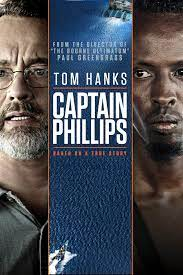 FROM THE DIRECTOR OF
"THE BOURNE ULTIMATUM"
PAUL GREENGRASS
TOM HANKS
CAPTAIN
PHILLIPS
BASED ON A TRUE STORY